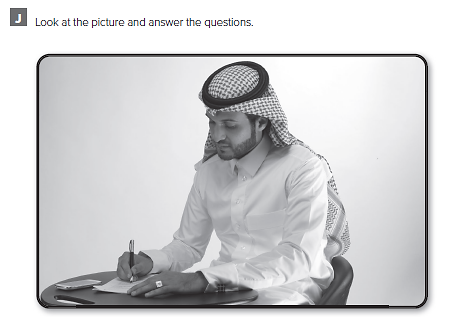 J Look at the picture and answer the questions.